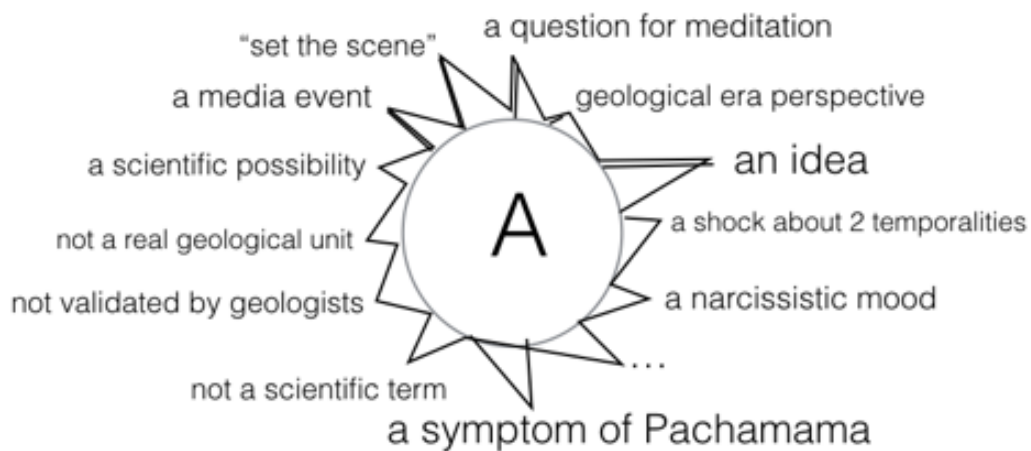 a question for meditation
“set the scene”
a media event
geological era perspective
a scientific possibility
an idea
A
a shock about 2 temporalities
not a real geological unit
not validated by geologists
a narcissistic mood
...
not a scientific term
a symptom of Pachamama